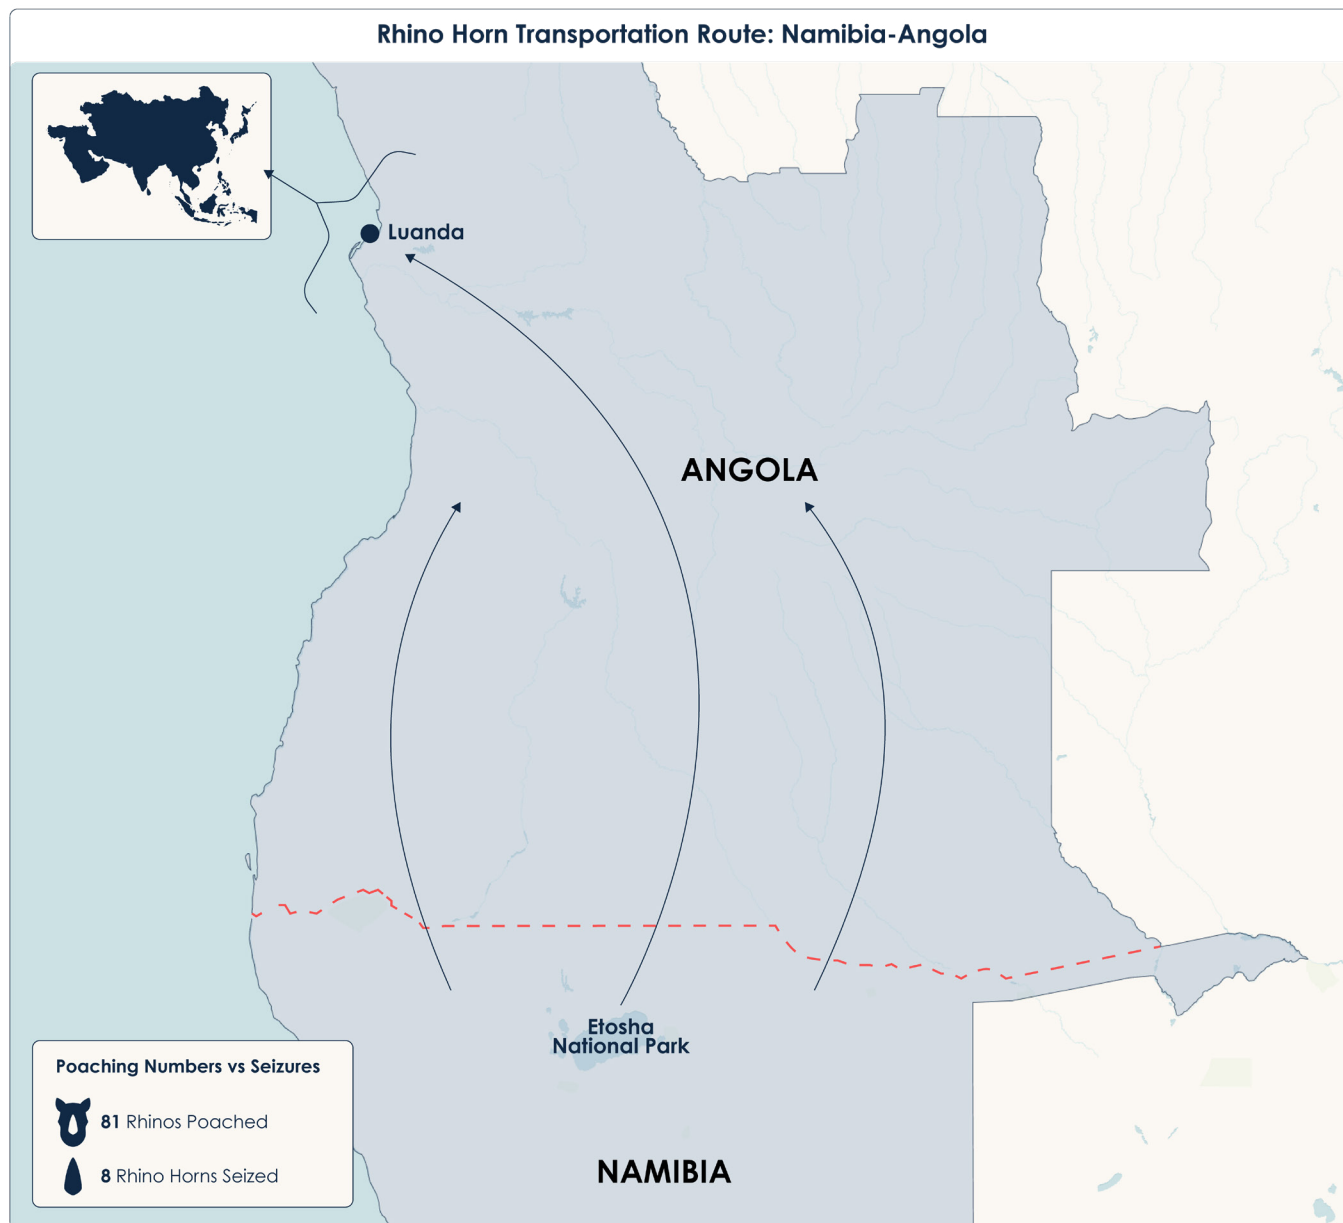 Rhino Horn Transportation Route: Namibia-Angola
Luanda
ANGOLA
Etosha
National Park
Poaching Numbers vs Seizures
81 Rhinos Poached
8 Rhino Horns Seized
NAMIBIA